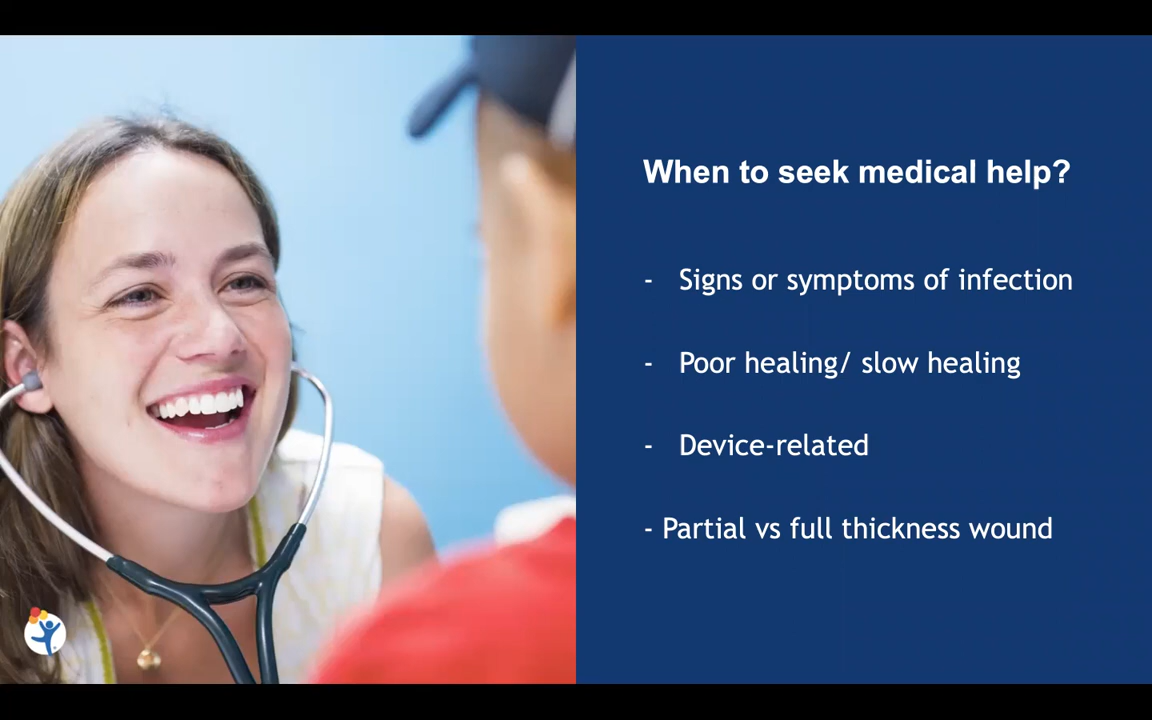 When to seek medical help?
- Signs or symptoms of infection
- Poor healing/ slow healing
- Device-related
- Partial vs full thickness wound